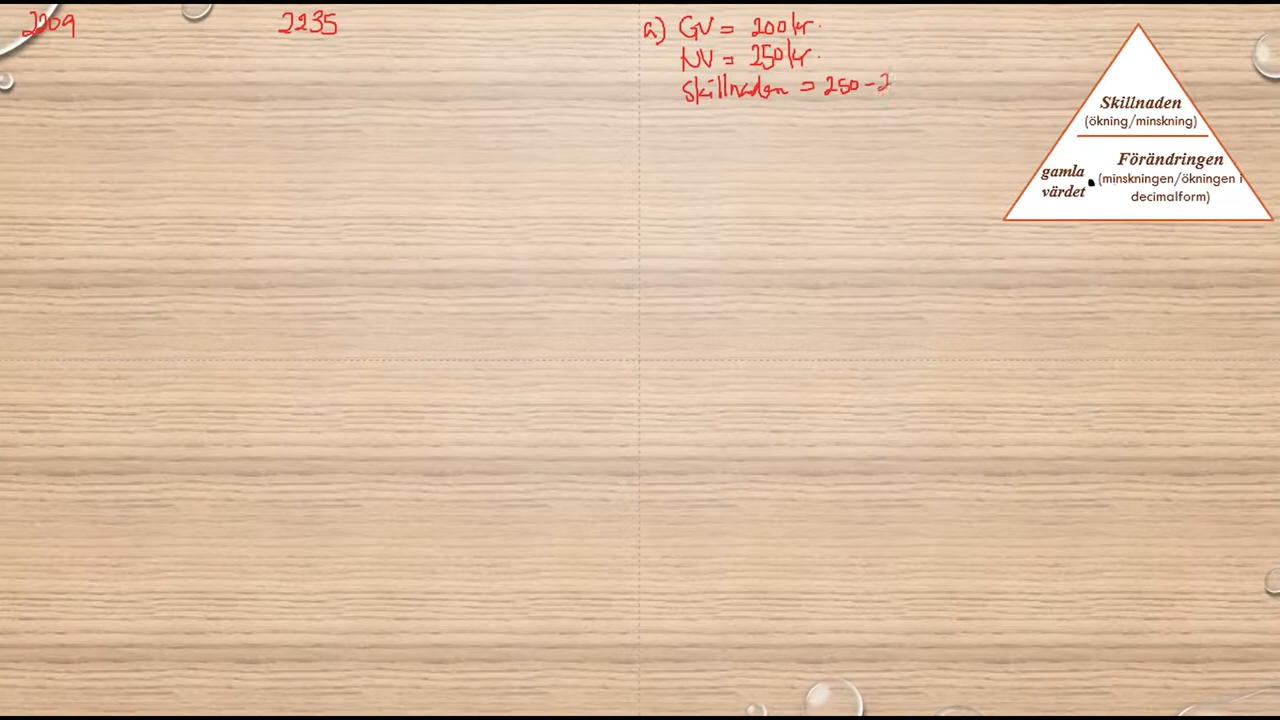 2209
2235
a) GV = 200 kr.
NV = 250 kr.
Skillnaden = 250 - 2
Skillnaden
(ökning/minskning)
gamla
värdet
Förändringen
(minskningen/ökningen i
decimalform)